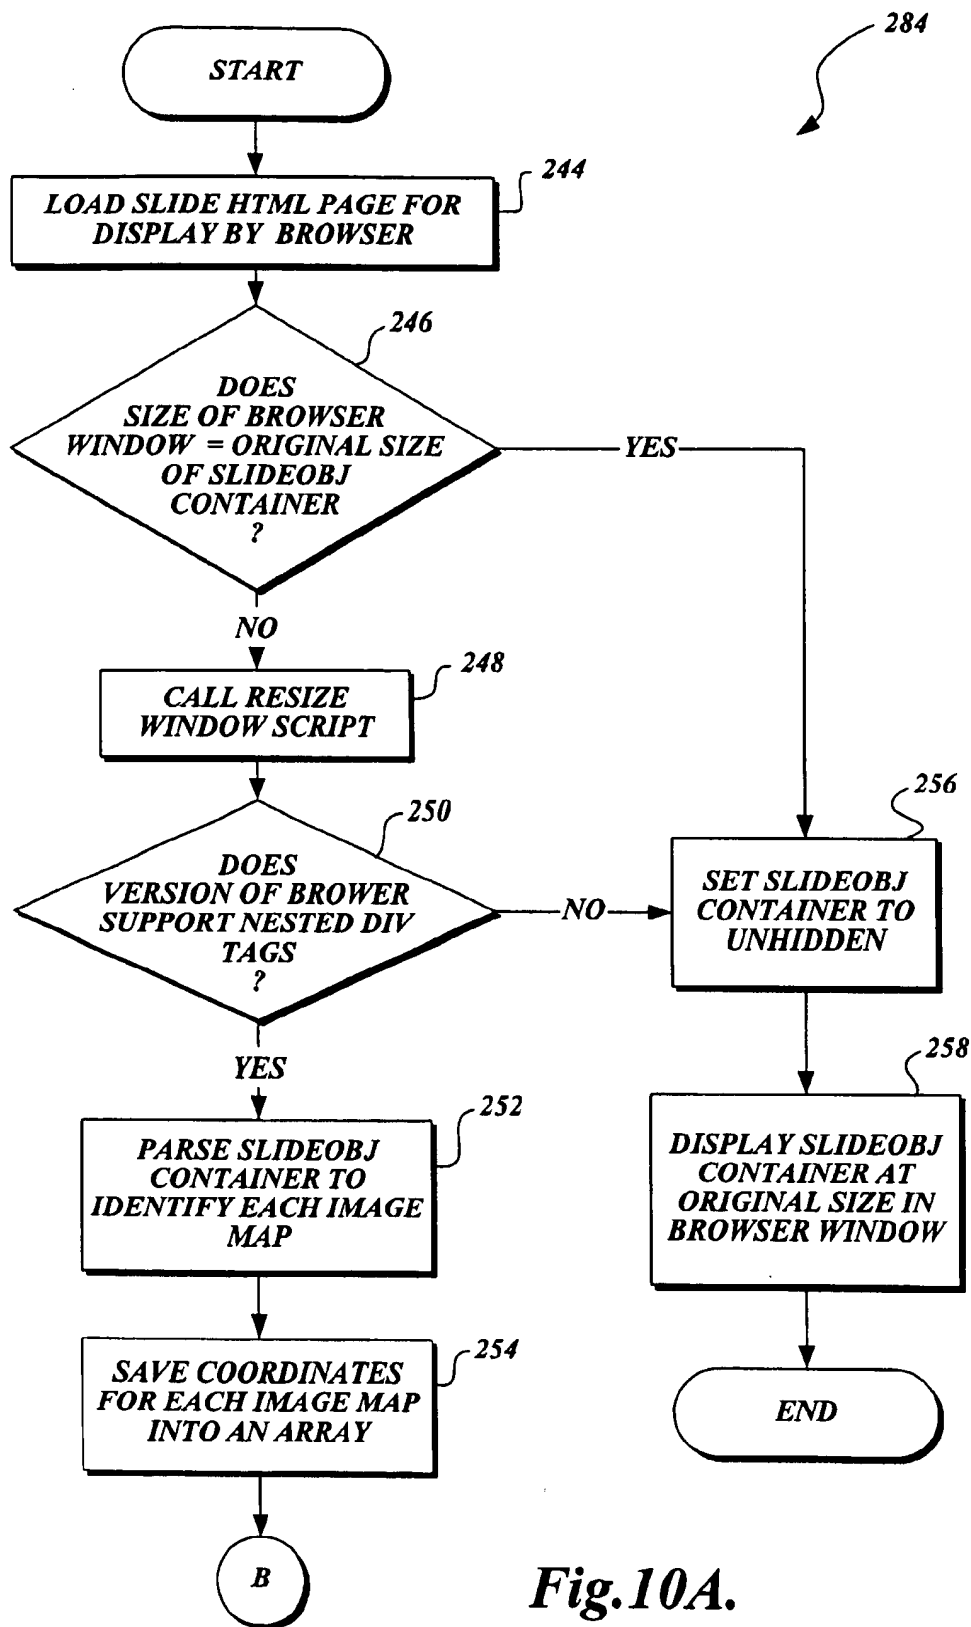 284
START
244
LOAD SLIDE HTML PAGE FOR
DISPLAY BY BROWSER
246
DOES
SIZE OF BROWSER
WINDOW = ORIGINAL SIZE
OF SLIDEOBJ
CONTAINER
?
YES
NO
248
CALL RESIZE
WINDOW SCRIPT
250
DOES
VERSION OF BROWER
SUPPORT NESTED DIV
TAGS
?
NO
256
SET SLIDEOBJ
CONTAINER TO
UNHIDDEN
YES
252
PARSE SLIDEOBJ
CONTAINER TO
IDENTIFY EACH IMAGE
MAP
258
DISPLAY SLIDEOBJ
CONTAINER AT
ORIGINAL SIZE IN
BROWSER WINDOW
254
SAVE COORDINATES
FOR EACH IMAGE MAP
INTO AN ARRAY
END
B
Fig.10A.